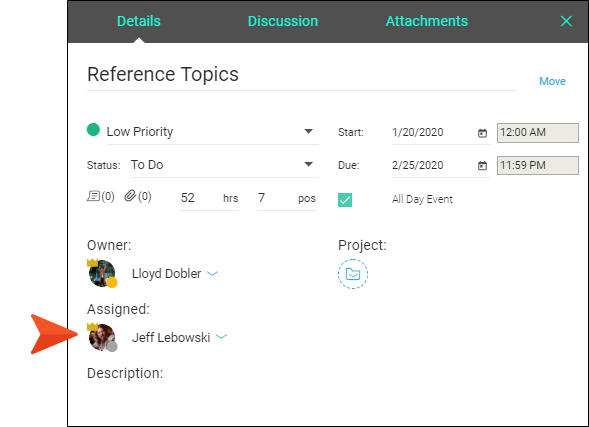 Details Discussion Attachments
Reference Topics
Move
Low Priority Start: 1/20/2020 12:00 AM
Status: To Do Due: 2/25/2020 11:59 PM
(0) (0) 52 hrs 7 pos All Day Event
Owner: Project:
Lloyd Dobler
Assigned:
Jeff Lebowski
Description: